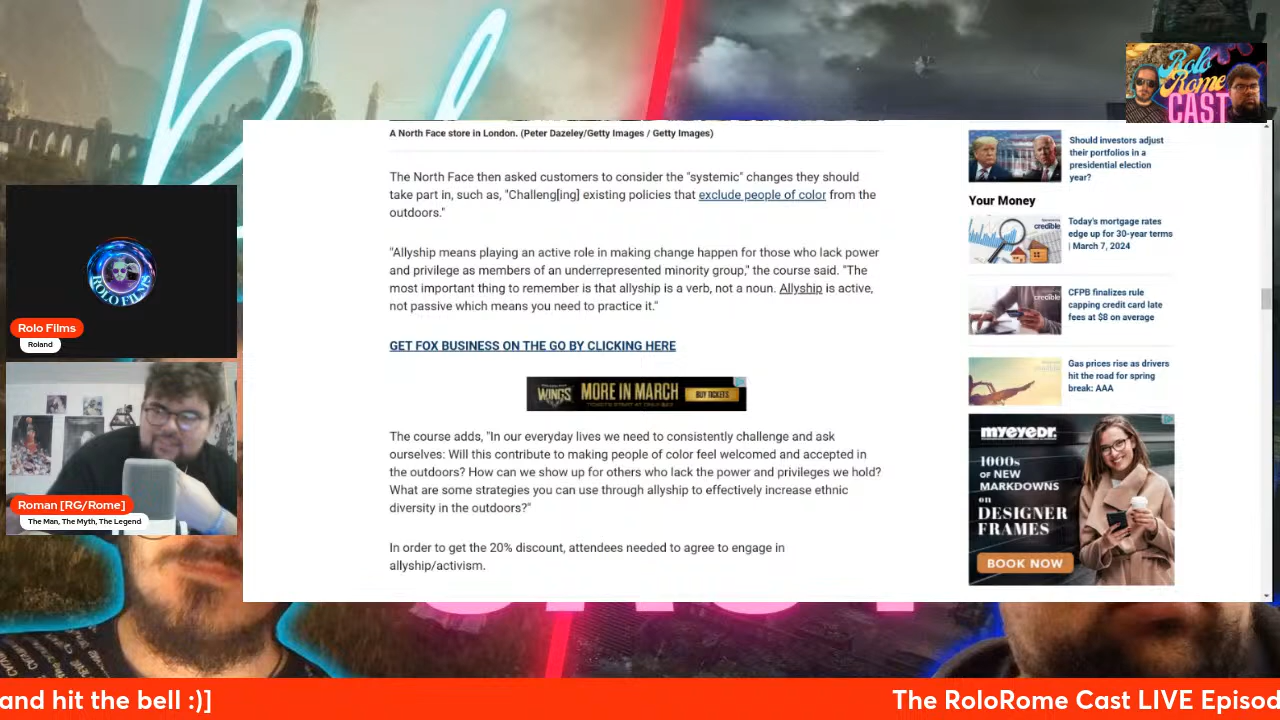 Rolo
Rome
CAST
A North Face store in London. (Peter Dazeley/Getty Images / Getty Images)
The North Face then asked customers to consider the "systemic" changes they should
take part in, such as, "Challeng[ing] existing policies that exclude people of color from the
outdoors."
"Allyship means playing an active role in making change happen for those who lack power
and privilege as members of an underrepresented minority group," the course said. "The
most important thing to remember is that allyship is a verb, not a noun. Allyship is active,
not passive which means you need to practice it."
GET FOX BUSINESS ON THE GO BY CLICKING HERE
WINGS
MORE IN MARCH
BUY TICKETS
The course adds, "In our everyday lives we need to consistently challenge and ask
ourselves: Will this contribute to making people of color feel welcomed and accepted in
the outdoors? How can we show up for others who lack the power and privileges we hold?
What are some strategies you can use through allyship to effectively increase ethnic
diversity in the outdoors?"
In order to get the 20% discount, attendees needed to agree to engage in
allyship/activism.
Should investors adjust
their portfolios in a
presidential election
year?
Your Money
credible
Today's mortgage rates
edge up for 30-year terms
| March 7, 2024
credible
CFPB finalizes rule
capping credit card late
fees at $8 on average
Gas prices rise as drivers
hit the road for spring
break: AAA
myeyedr.
1000s
OF NEW
MARKDOWNS
on
DESIGNER
FRAMES
BOOK NOW
ROLO FILMS
Rolo Films
Roland
Roman [RG/Rome]
The Man, The Myth, The Legend
and hit the bell :)]
The RoloRome Cast LIVE Episod